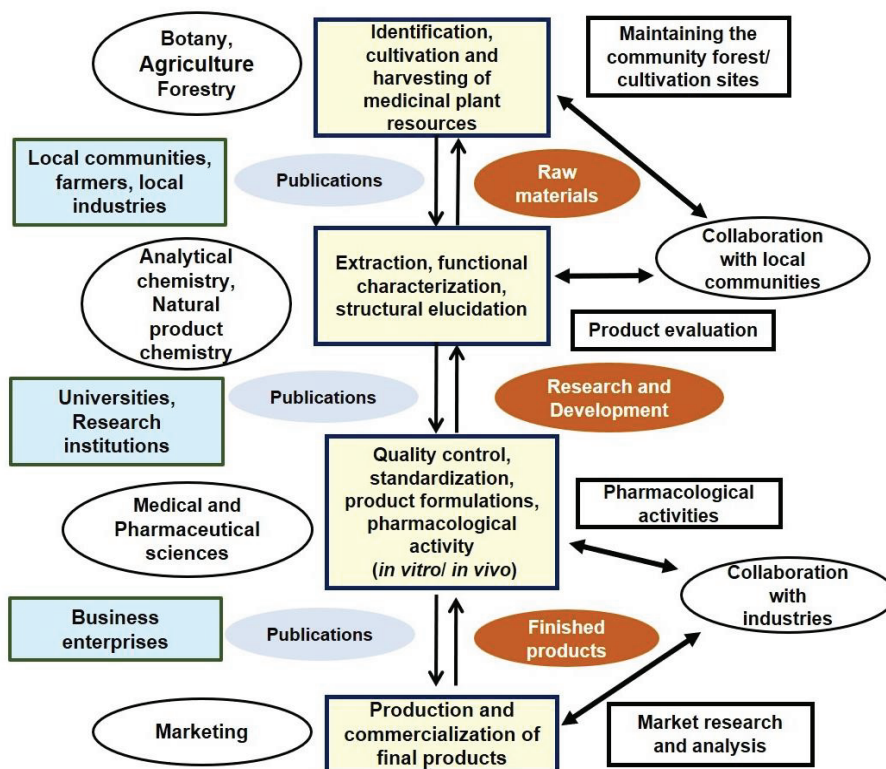 Botany,
Agriculture
Forestry
Identification,
cultivation and
harvesting of
medicinal plant
resources
Maintaining the
community forest/
cultivation sites
Local communities,
farmers, local
industries
Publications
Raw
materials
Analytical
chemistry,
Natural
product
chemistry
Extraction, functional
characterization,
structural elucidation
Collaboration
with local
communities
Product evaluation
Universities,
Research
institutions
Publications
Research and
Development
Medical and
Pharmaceutical
sciences
Quality control,
standardization,
product formulations,
pharmacological
activity
(in vitro/ in vivo)
Pharmacological
activities
Collaboration
with
industries
Business
enterprises
Publications
Finished
products
Marketing
Production and
commercialization of
final products
Market research
and analysis